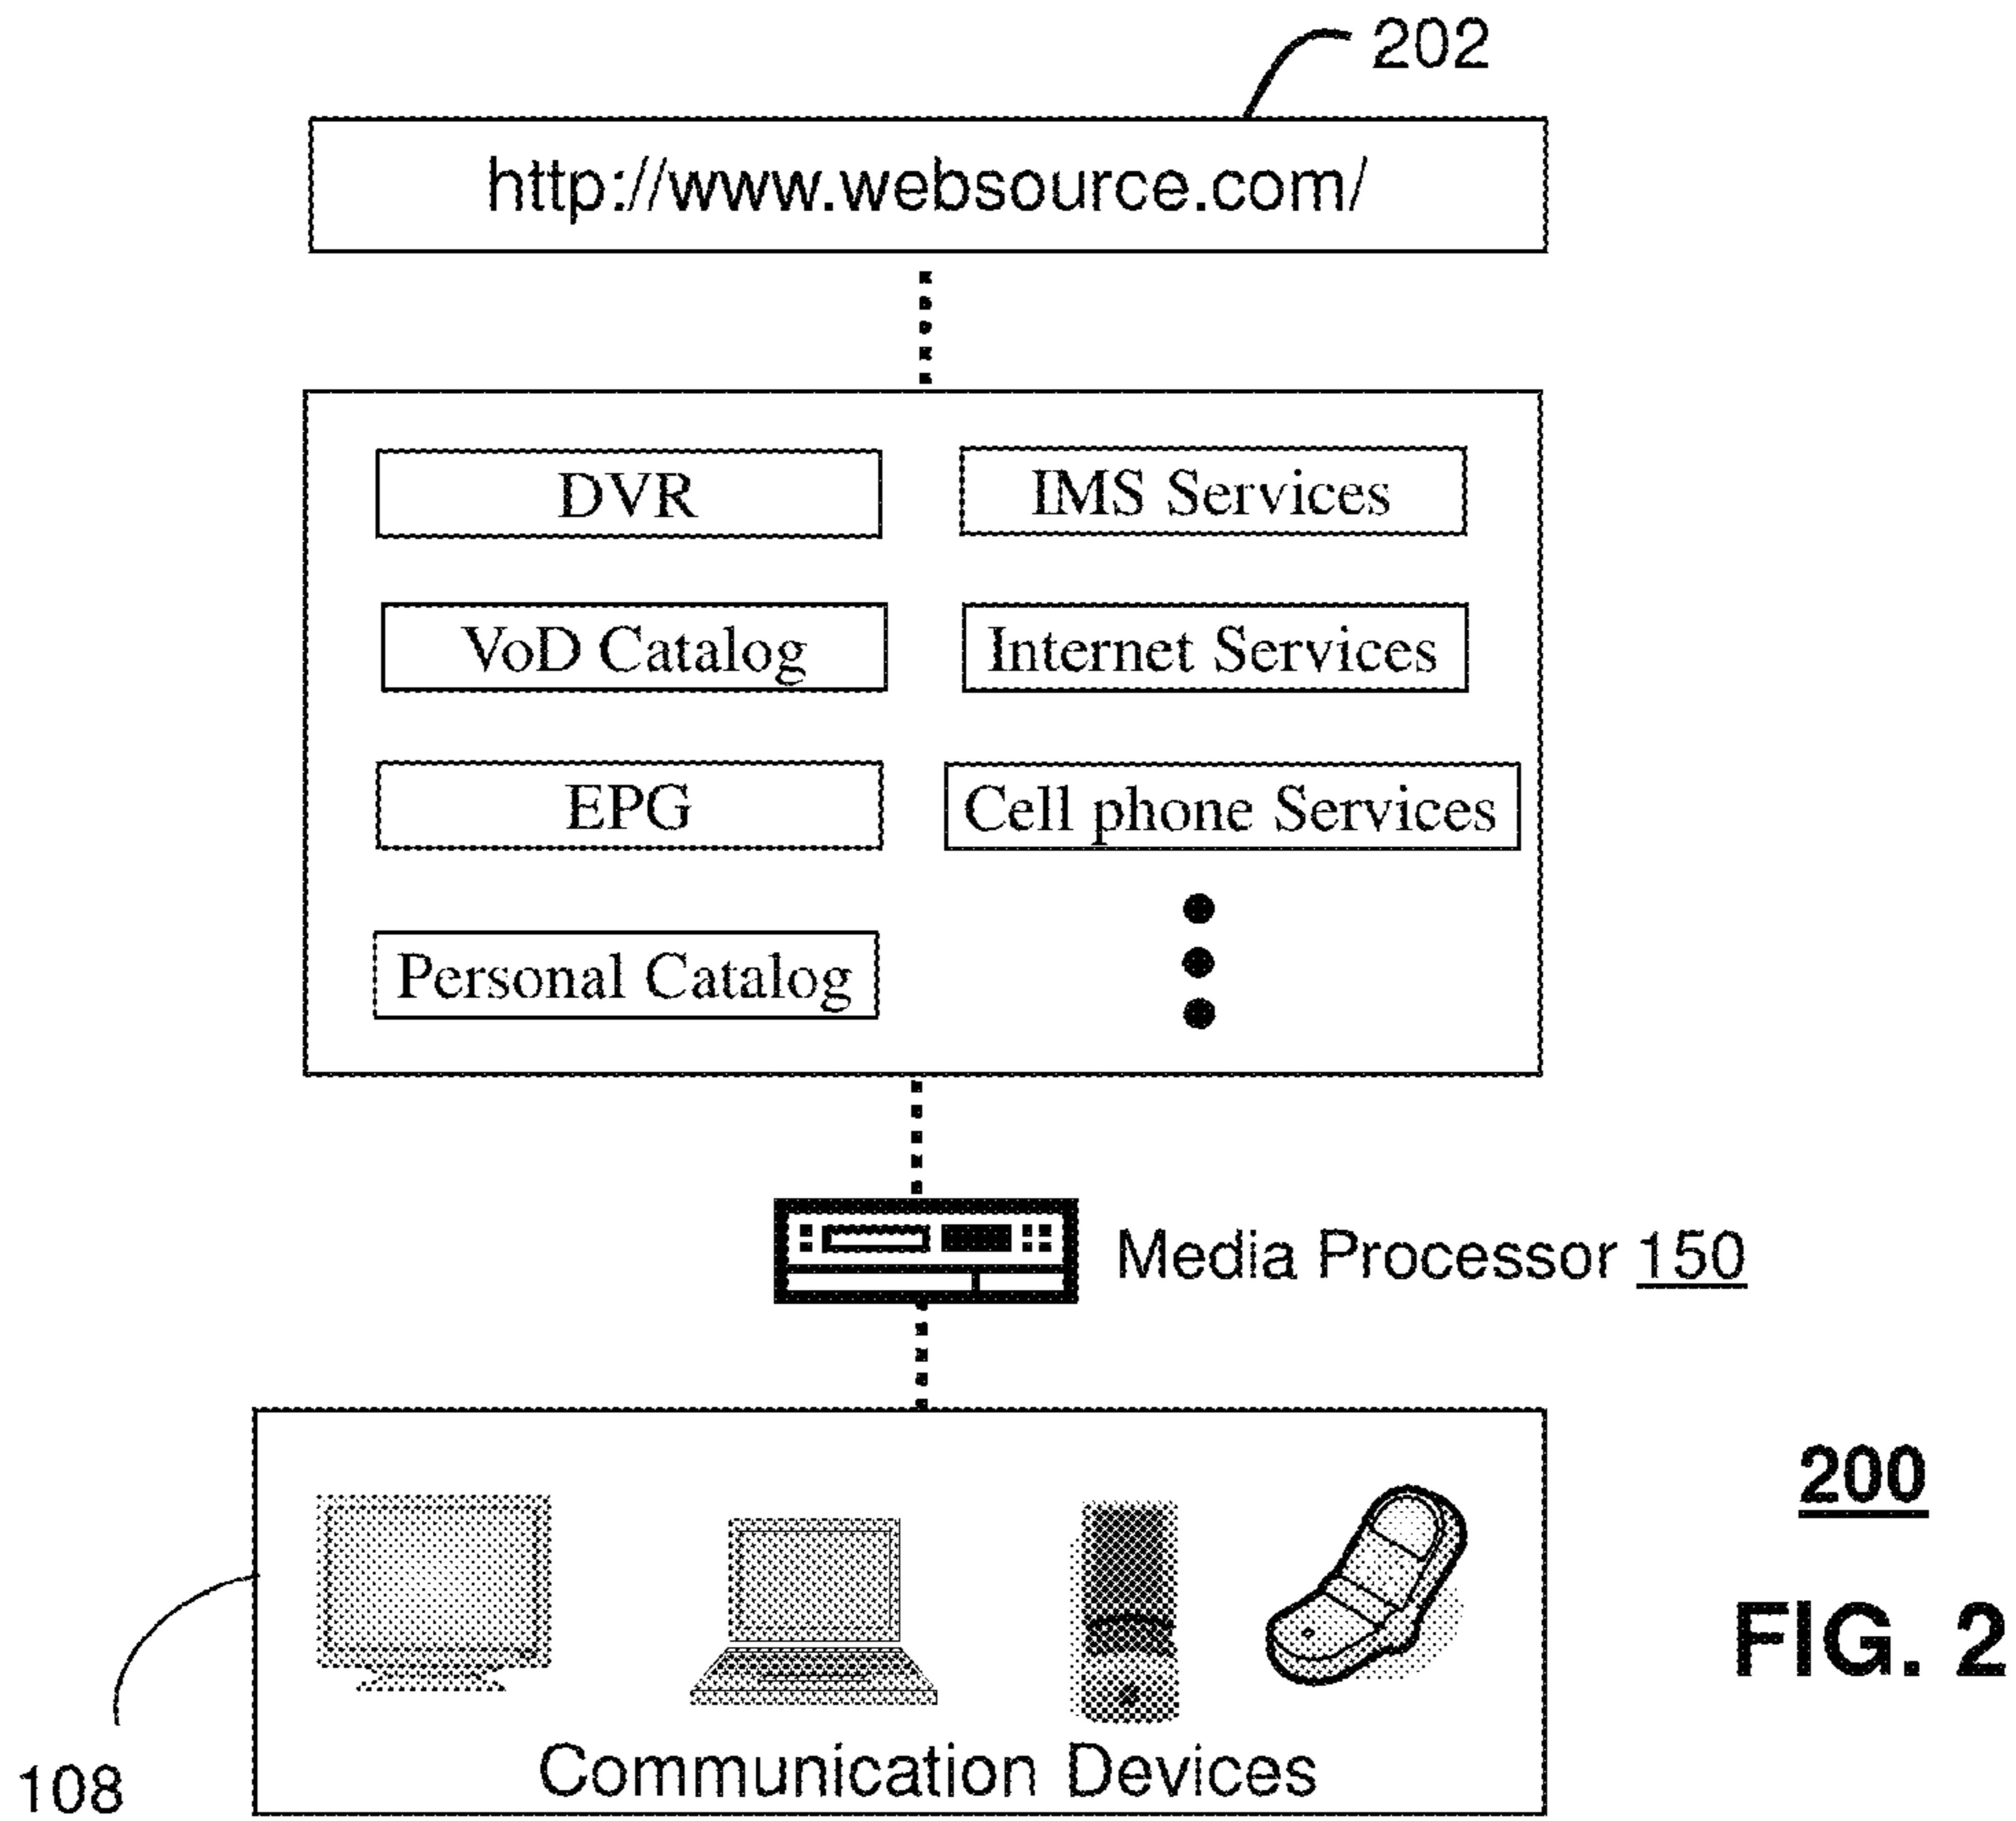 202
http://www.websource.com/
DVR
IMS Services
VoD Catalog
Internet Services
EPG
Cell phone Services
Personal Catalog
Media Processor 150
200
FIG. 2
Communication Devices
108